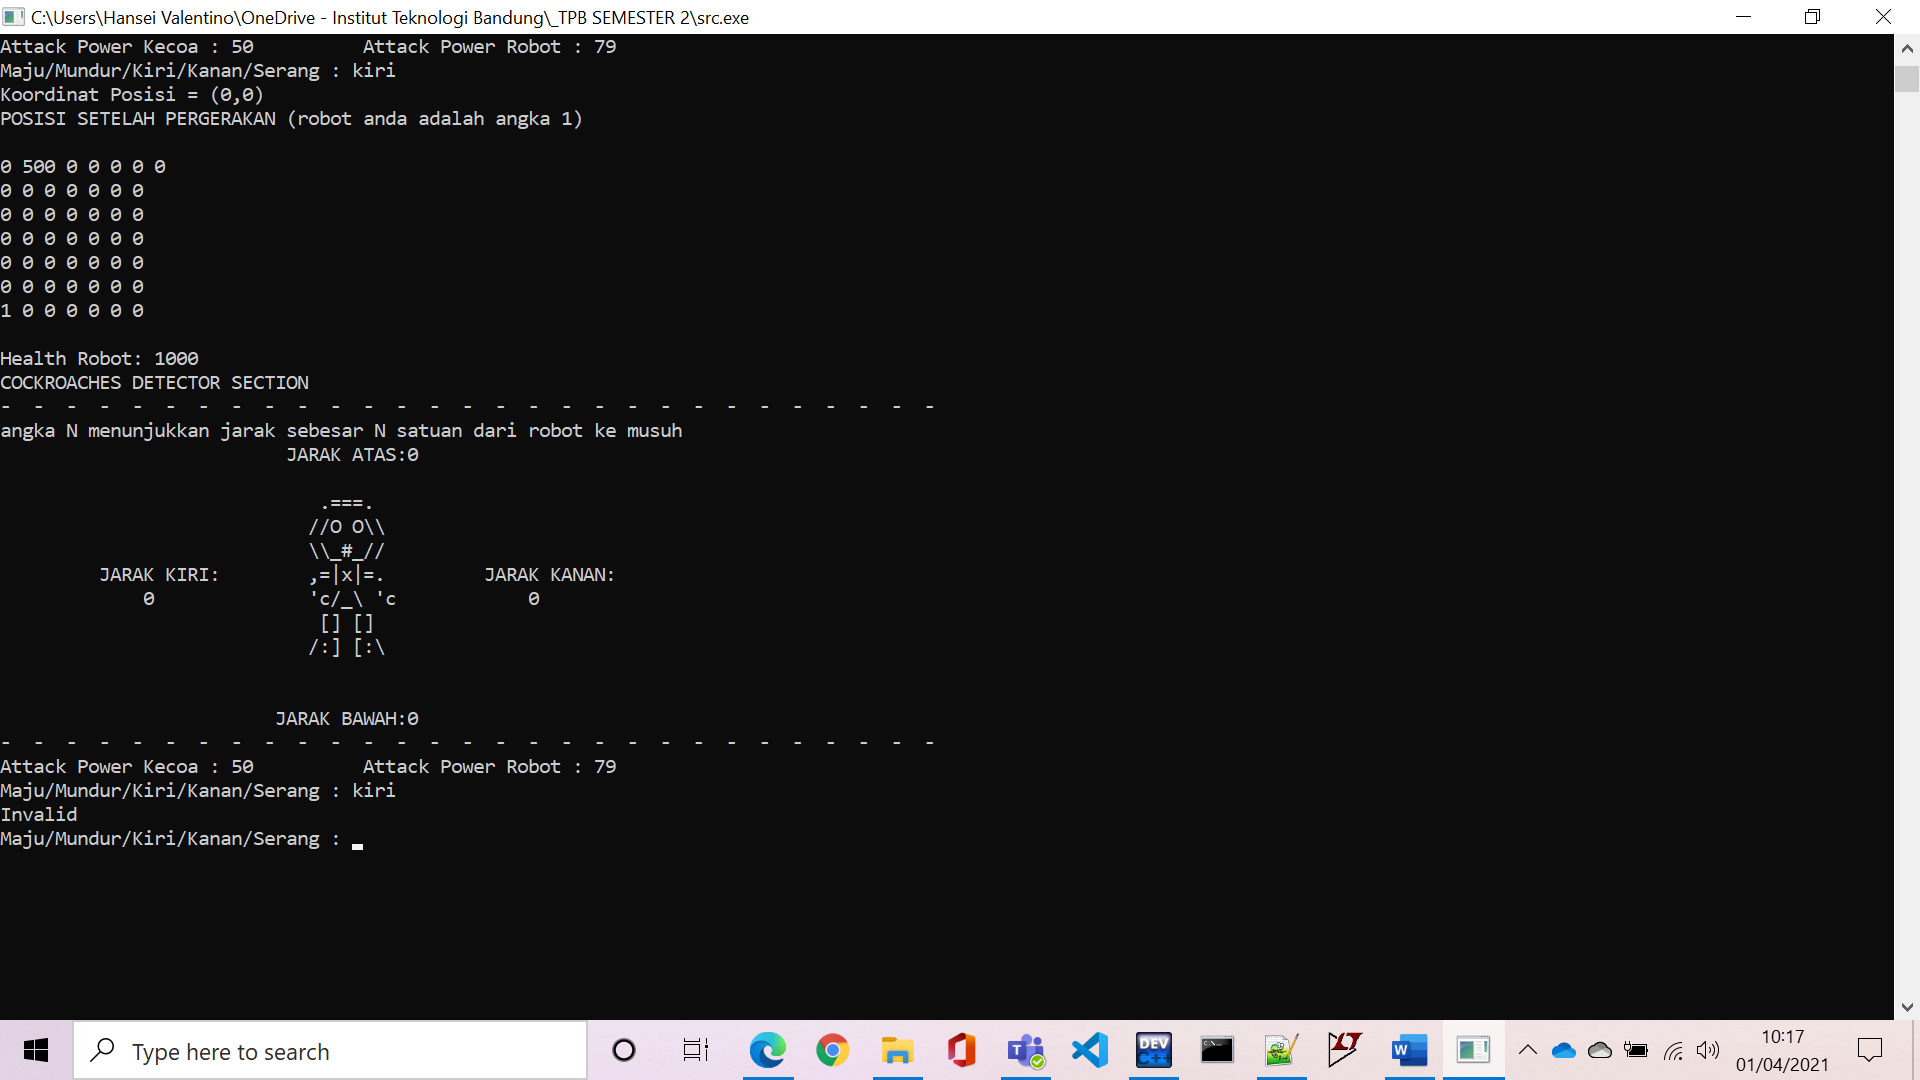 C:\Users\Hansei Valentino\OneDrive - Institut Teknologi Bandung\_TPB SEMESTER 2\src.exe
Attack Power Kecoa : 50          Attack Power Robot : 79
Maju/Mundur/Kiri/Kanan/Serang : kiri
Koordinat Posisi = (0,0)
POSISI SETELAH PERGERAKAN (robot anda adalah angka 1)
0 500 0 0 0 0 0
0 0 0 0 0 0 0
0 0 0 0 0 0 0
0 0 0 0 0 0 0
0 0 0 0 0 0 0
0 0 0 0 0 0 0
1 0 0 0 0 0 0
Health Robot: 1000
COCKROACHES DETECTOR SECTION
-  -  -  -  -  -  -  -  -  -  -  -  -  -  -  -  -  -  -  -  -  -  -  -  -  -  -  -  -
angka N menunjukkan jarak sebesar N satuan dari robot ke musuh
                          JARAK ATAS:0
                             .===.
                            //O O\\
                            \\_#_//
         JARAK KIRI:        ,=|x|=.         JARAK KANAN:
             0              'c/_\ 'c            0
                             [] []
                            /:] [:\
                         JARAK BAWAH:0
-  -  -  -  -  -  -  -  -  -  -  -  -  -  -  -  -  -  -  -  -  -  -  -  -  -  -  -  -
Attack Power Kecoa : 50          Attack Power Robot : 79
Maju/Mundur/Kiri/Kanan/Serang : kiri
Invalid
Maju/Mundur/Kiri/Kanan/Serang :
Type here to search
DEV C++
10:17
01/04/2021